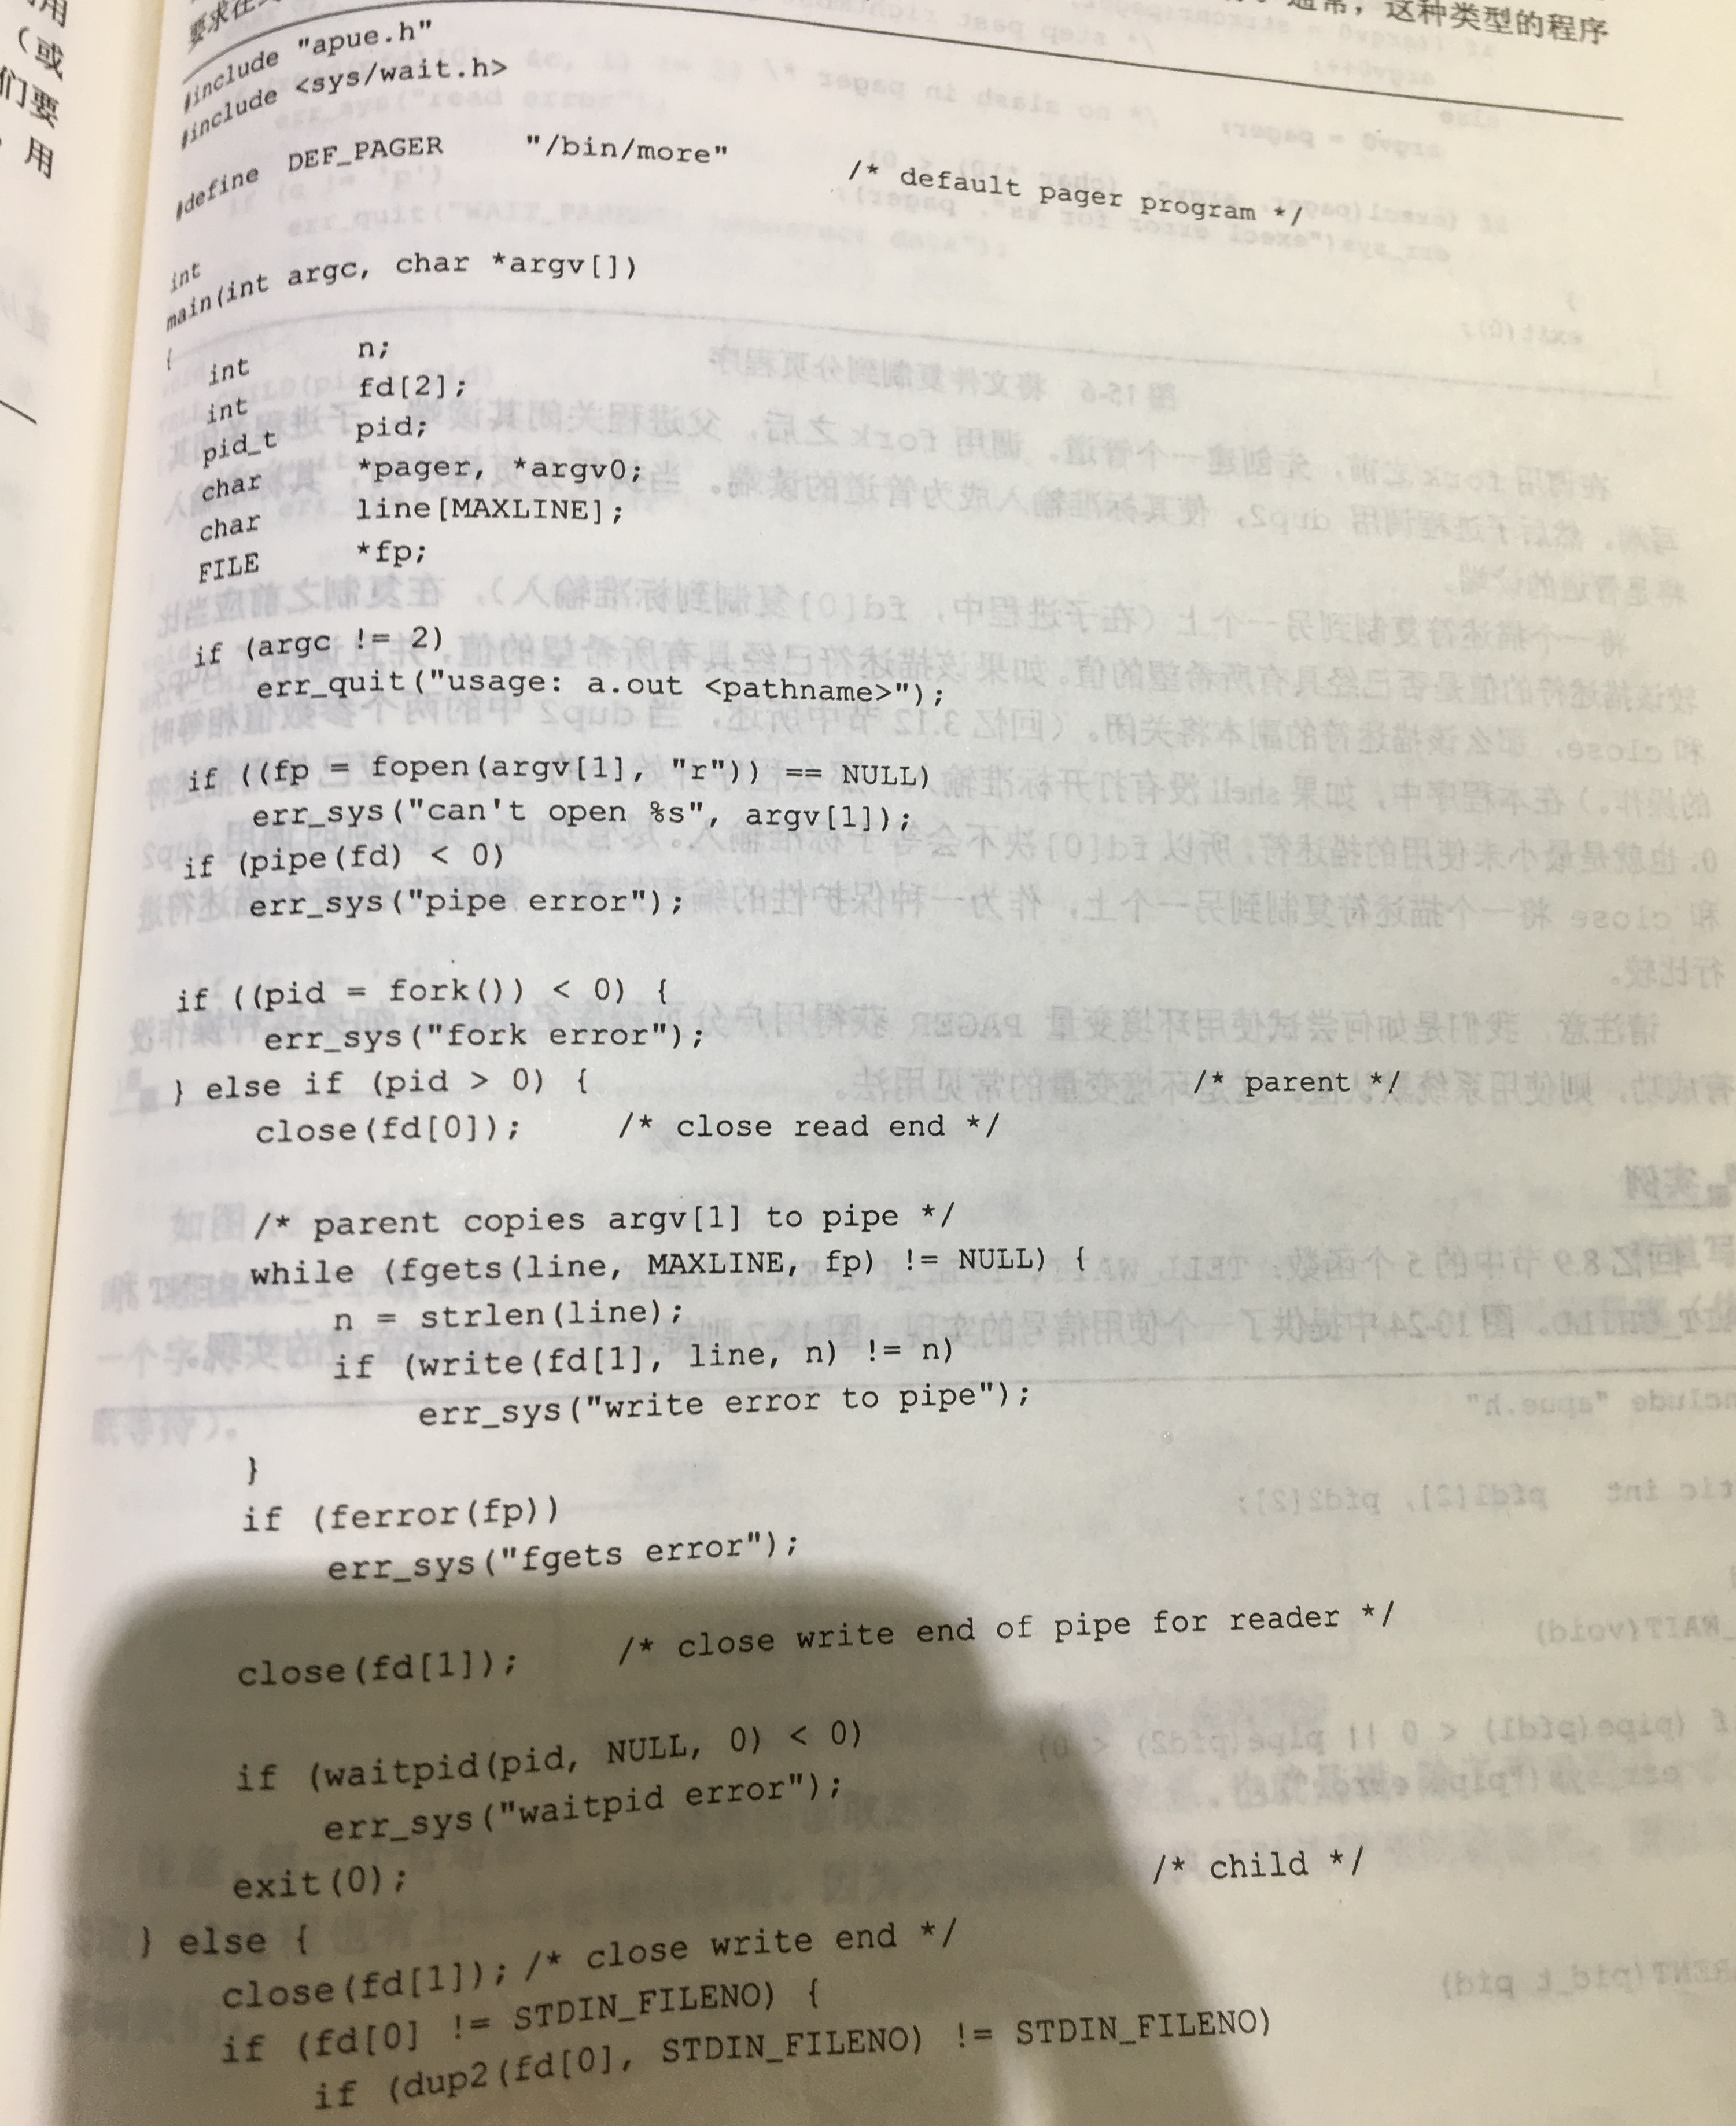 用
（或
们要
用
要求在
通常，这种类型的程序
#include "apue.h"
#include <sys/wait.h>
#define DEF_PAGER "/bin/more" /* default pager program */
int
main(int argc, char *argv[])
{
int n;
int fd[2];
pid_t pid;
char *pager, *argv0;
char line[MAXLINE];
FILE *fp;
if (argc != 2)
err_quit("usage: a.out <pathname>");
if ((fp = fopen(argv[1], "r")) == NULL)
err_sys("can't open %s", argv[1]);
if (pipe(fd) < 0)
err_sys("pipe error");
if ((pid = fork()) < 0) {
err_sys("fork error");
} else if (pid > 0) { /* parent */
close(fd[0]); /* close read end */
/* parent copies argv[1] to pipe */
while (fgets(line, MAXLINE, fp) != NULL) {
n = strlen(line);
if (write(fd[1], line, n) != n)
err_sys("write error to pipe");
}
if (ferror(fp))
err_sys("fgets error");
close(fd[1]); /* close write end of pipe for reader */
if (waitpid(pid, NULL, 0) < 0)
err_sys("waitpid error");
exit(0);
} else { /* child */
close(fd[1]); /* close write end */
if (fd[0] != STDIN_FILENO) {
if (dup2(fd[0], STDIN_FILENO) != STDIN_FILENO)